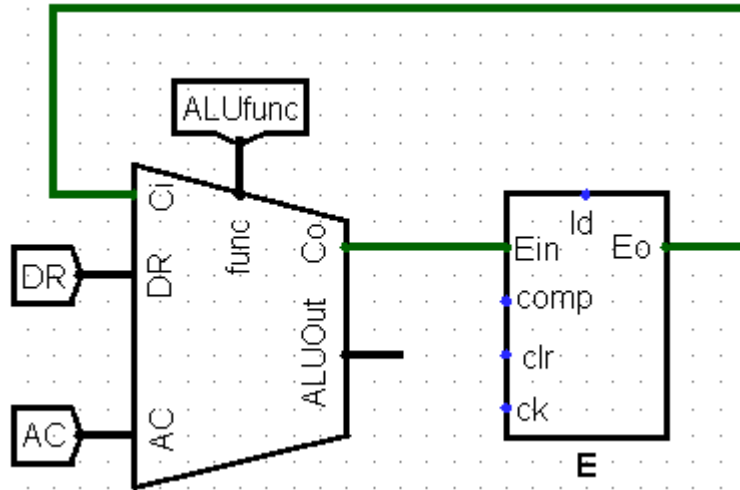 ALUfunc
Ci
func
Co
DR
DR
ALUOut
AC
AC
ld
Ein
Eo
comp
clr
ck
E